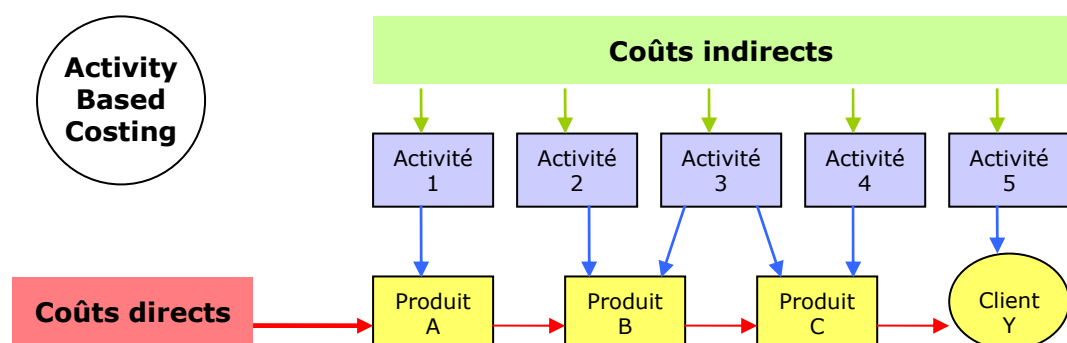 Activity
Based
Costing
Coûts indirects
Activité
1
Activité
2
Activité
3
Activité
4
Activité
5
Coûts directs
Produit
A
Produit
B
Produit
C
Client
Y